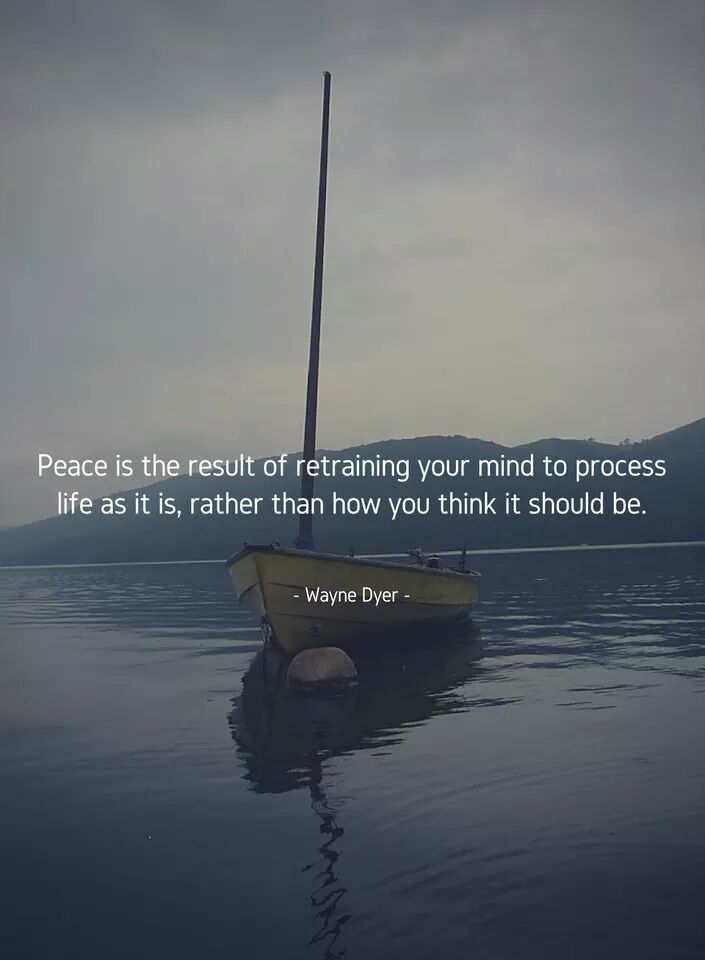 Peace is the result of retraining your mind to process
life as it is, rather than how you think it should be.
- Wayne Dyer -